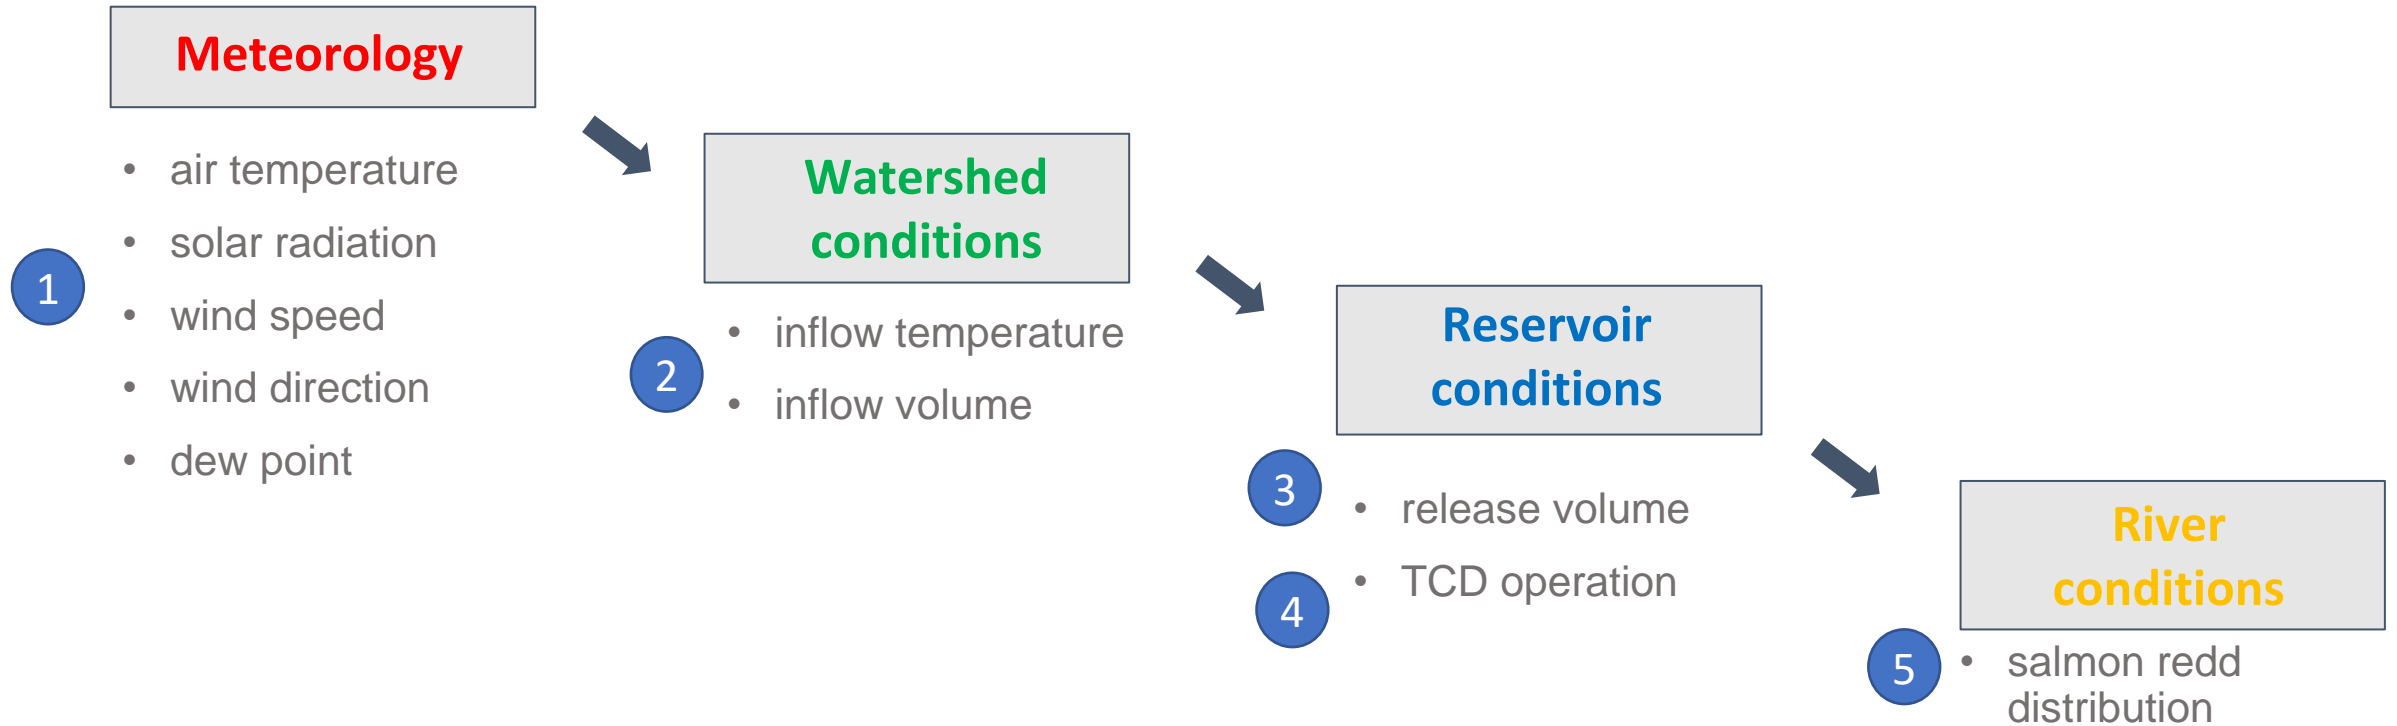 Meteorology
• air temperature
• solar radiation
1
• wind speed
• wind direction
• dew point
Watershed
conditions
• inflow temperature
2
• inflow volume
Reservoir
conditions
3
• release volume
• TCD operation
4
River
conditions
5
• salmon redd
distribution